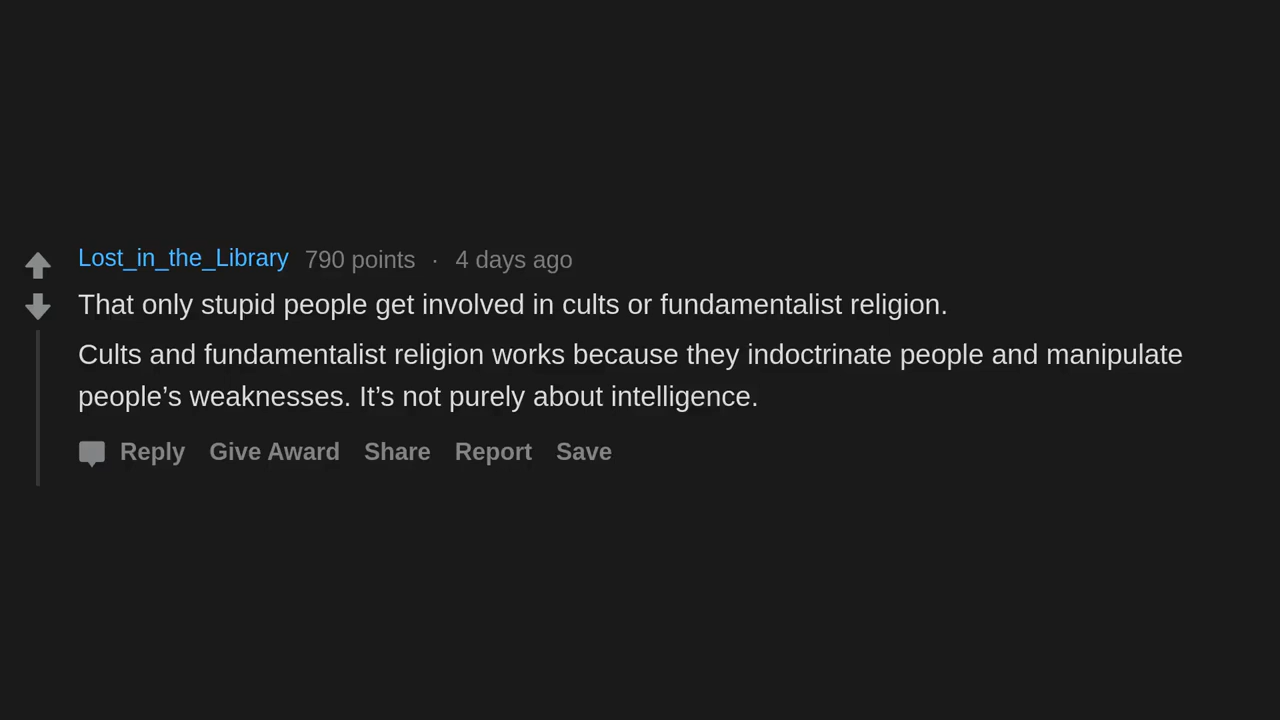 Lost_in_the_Library 790 points · 4 days ago
That only stupid people get involved in cults or fundamentalist religion.
Cults and fundamentalist religion works because they indoctrinate people and manipulate
people’s weaknesses. It’s not purely about intelligence.
Reply Give Award Share Report Save